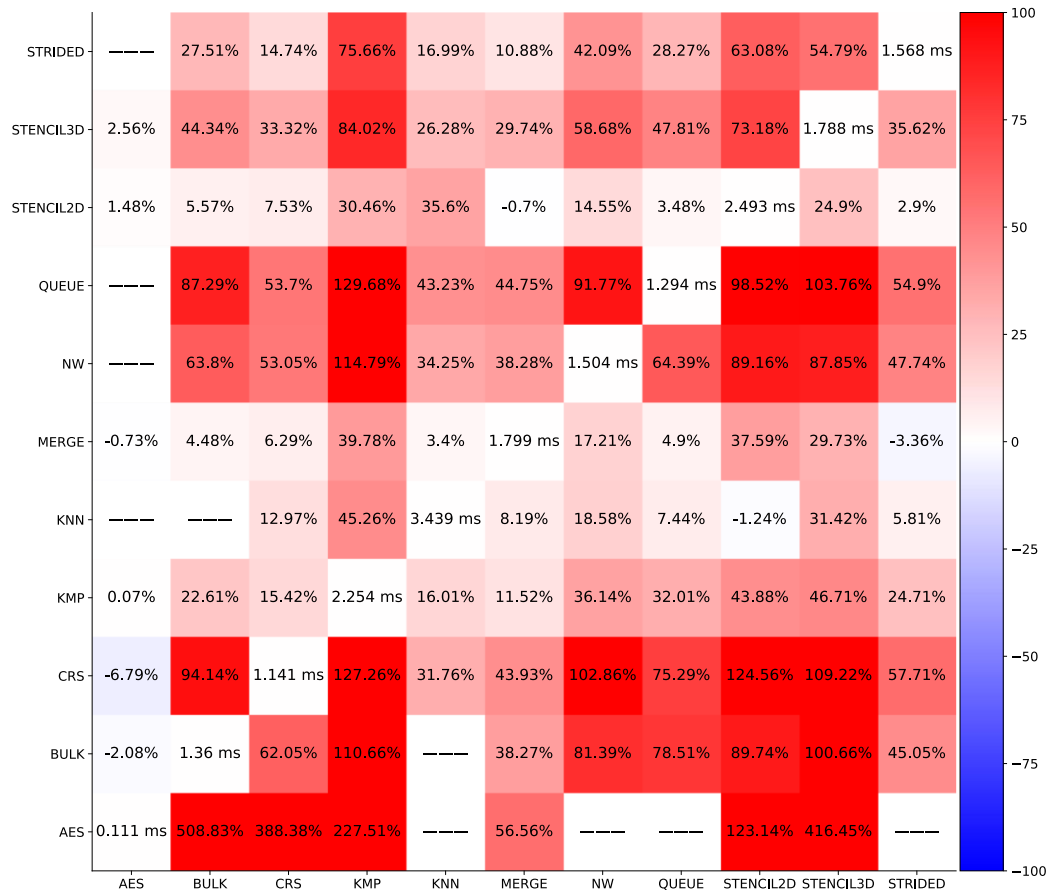 STRIDED ——— 27.51% 14.74% 75.66% 16.99% 10.88% 42.09% 28.27% 63.08% 54.79% 1.568 ms
STENCIL3D 2.56% 44.34% 33.32% 84.02% 26.28% 29.74% 58.68% 47.81% 73.18% 1.788 ms 35.62%
STENCIL2D 1.48% 5.57% 7.53% 30.46% 35.6% -0.7% 14.55% 3.48% 2.493 ms 24.9% 2.9%
QUEUE ——— 87.29% 53.7% 129.68% 43.23% 44.75% 91.77% 1.294 ms 98.52% 103.76% 54.9%
NW ——— 63.8% 53.05% 114.79% 34.25% 38.28% 1.504 ms 64.39% 89.16% 87.85% 47.74%
MERGE -0.73% 4.48% 6.29% 39.78% 3.4% 1.799 ms 17.21% 4.9% 37.59% 29.73% -3.36%
KNN ——— ——— 12.97% 45.26% 3.439 ms 8.19% 18.58% 7.44% -1.24% 31.42% 5.81%
KMP 0.07% 22.61% 15.42% 2.254 ms 16.01% 11.52% 36.14% 32.01% 43.88% 46.71% 24.71%
CRS -6.79% 94.14% 1.141 ms 127.26% 31.76% 43.93% 102.86% 75.29% 124.56% 109.22% 57.71%
BULK -2.08% 1.36 ms 62.05% 110.66% ——— 38.27% 81.39% 78.51% 89.74% 100.66% 45.05%
AES 0.111 ms 508.83% 388.38% 227.51% ——— 56.56% ——— ——— 123.14% 416.45% ———
AES BULK CRS KMP KNN MERGE NW QUEUE STENCIL2D STENCIL3D STRIDED
100
75
50
25
0
−25
−50
−75
−100